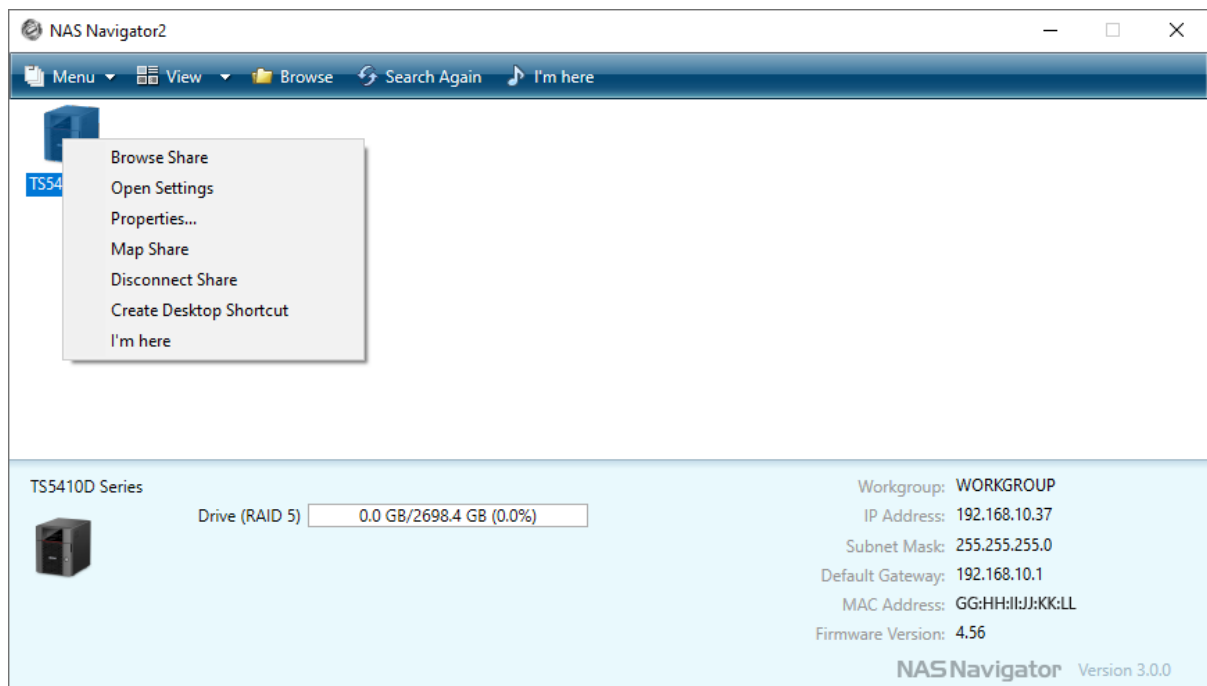 NAS Navigator2
Menu View Browse Search Again I'm here
TS54
Browse Share
Open Settings
Properties...
Map Share
Disconnect Share
Create Desktop Shortcut
I'm here
TS5410D Series
Drive (RAID 5) 0.0 GB/2698.4 GB (0.0%)
Workgroup: WORKGROUP
IP Address: 192.168.10.37
Subnet Mask: 255.255.255.0
Default Gateway: 192.168.10.1
MAC Address: GG:HH:II:JJ:KK:LL
Firmware Version: 4.56
NAS Navigator Version 3.0.0